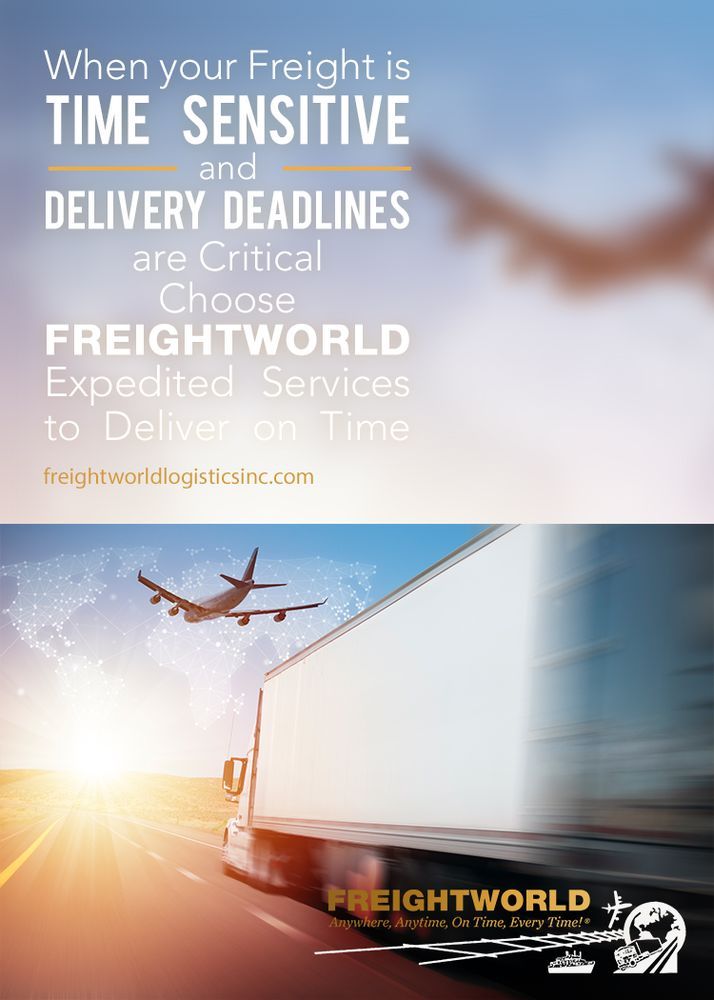 When your Freight is
TIME SENSITIVE
and
DELIVERY DEADLINES
are Critical
Choose
FREIGHTWORLD
Expedited Services
to Deliver on Time
freightworldlogisticsinc.com
FREIGHTWORLD
Anywhere, Anytime, On Time, Every Time!®